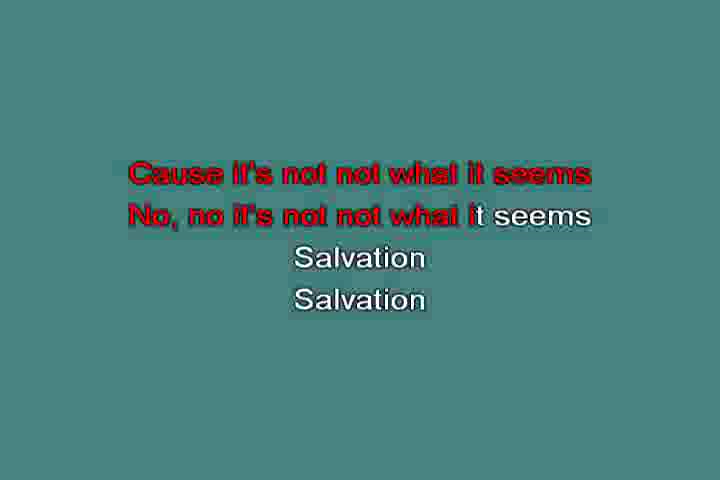 Cause it's not not what it seems
No, no it's not not what it seems
Salvation
Salvation